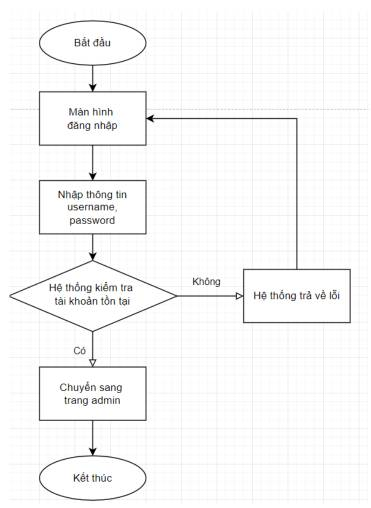 Bắt đầu
Màn hình
đăng nhập
Nhập thông tin
username,
password
Hệ thống kiểm tra
tài khoản tồn tại
Không
Hệ thống trả về lỗi
Có
Chuyển sang
trang admin
Kết thúc